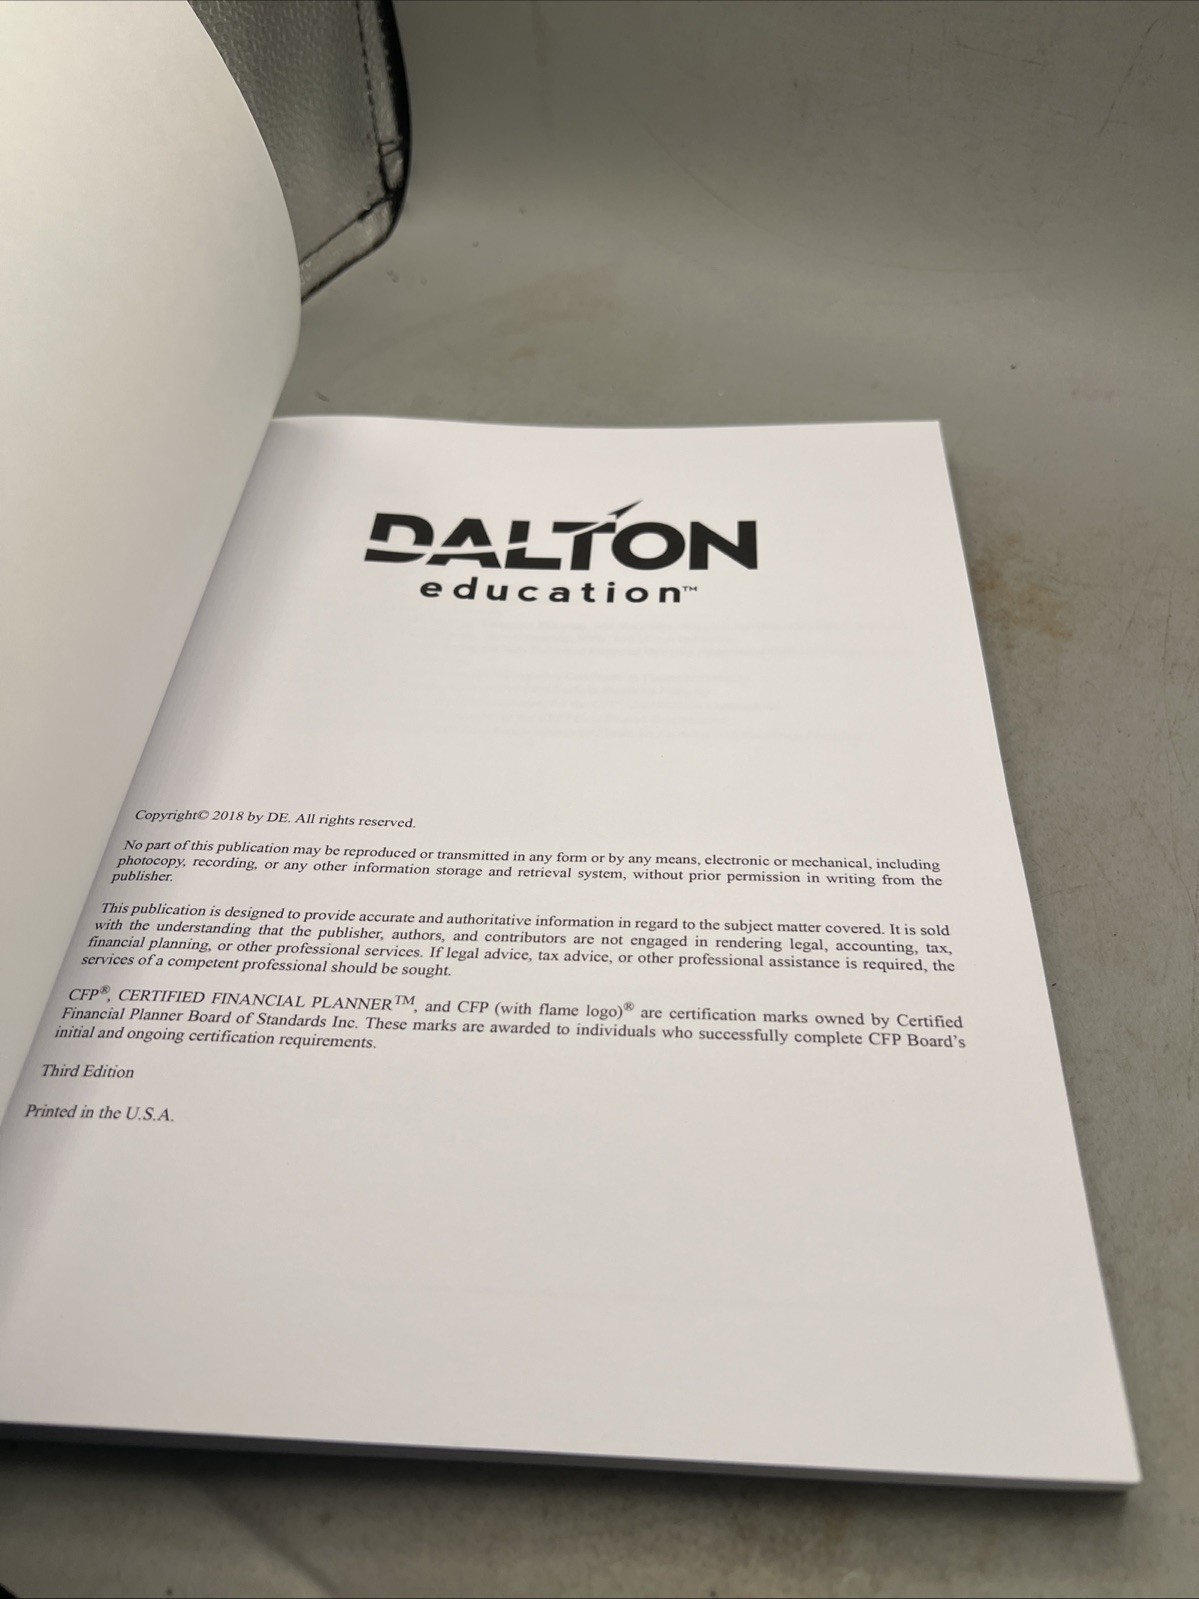 DALTON
education™
Copyright© 2018 by DE. All rights reserved.
No part of this publication may be reproduced or transmitted in any form or by any means, electronic or mechanical, including
photocopy, recording, or any other information storage and retrieval system, without prior permission in writing from the
publisher.
This publication is designed to provide accurate and authoritative information in regard to the subject matter covered. It is sold
with the understanding that the publisher, authors, and contributors are not engaged in rendering legal, accounting, tax,
financial planning, or other professional services. If legal advice, tax advice, or other professional assistance is required, the
services of a competent professional should be sought.
CFP®, CERTIFIED FINANCIAL PLANNER™, and CFP (with flame logo)® are certification marks owned by Certified
Financial Planner Board of Standards Inc. These marks are awarded to individuals who successfully complete CFP Board's
initial and ongoing certification requirements.
Third Edition
Printed in the U.S.A.